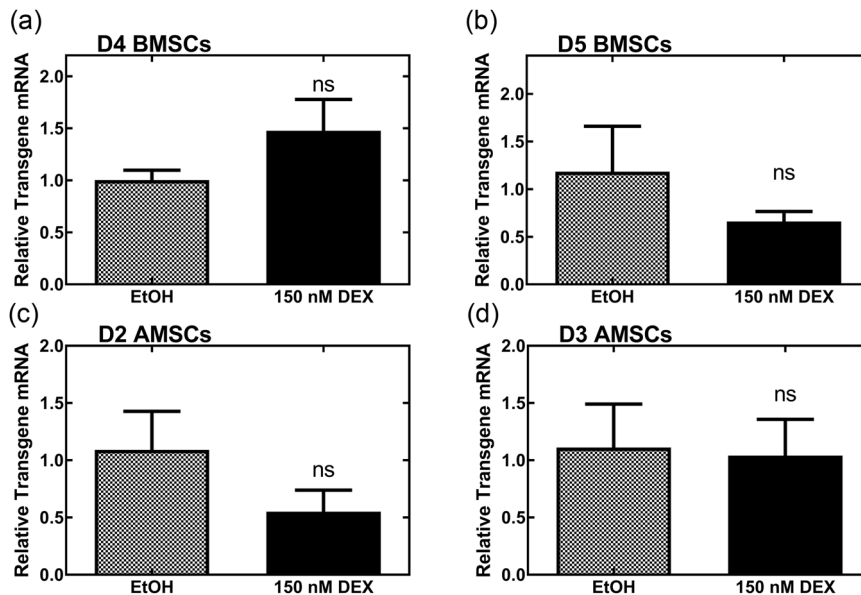 (a)
D4 BMSCs
Relative Transgene mRNA
2.0
1.5
1.0
0.5
0.0
ns
EtOH
150 nM DEX
(b)
D5 BMSCs
Relative Transgene mRNA
2.0
1.5
1.0
0.5
0.0
ns
EtOH
150 nM DEX
(c)
D2 AMSCs
Relative Transgene mRNA
2.0
1.5
1.0
0.5
0.0
ns
EtOH
150 nM DEX
(d)
D3 AMSCs
Relative Transgene mRNA
2.0
1.5
1.0
0.5
0.0
ns
EtOH
150 nM DEX